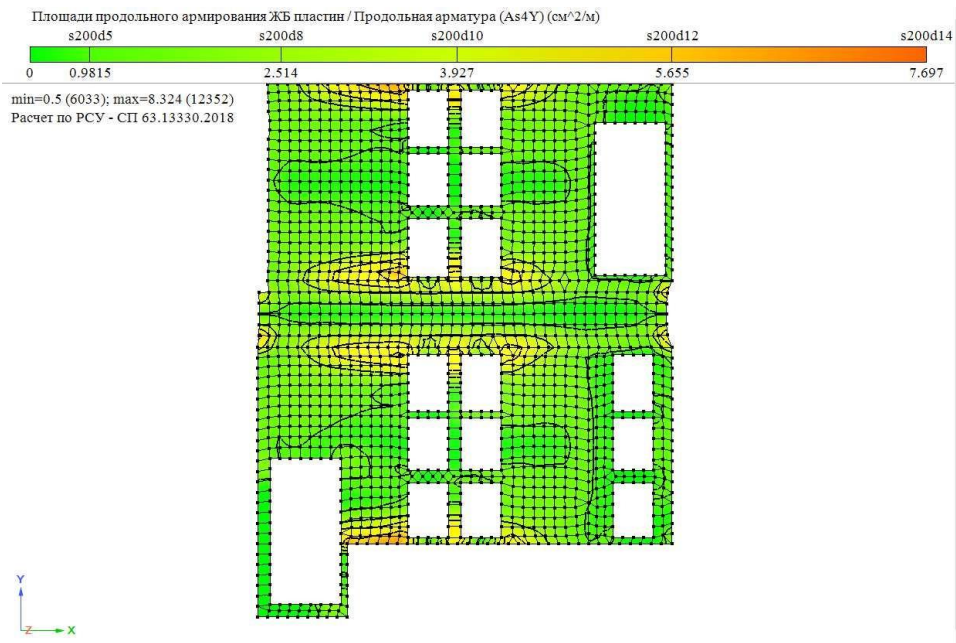 Площади продольного армирования ЖБ пластин / Продольная арматура (As4Y) (см^2/м)
s200d5 s200d8 s200d10 s200d12 s200d14
0 0.9815 2.514 3.927 5.655 7.697
min=0.5 (6033); max=8.324 (12352)
Расчет по РСУ - СП 63.13330.2018
Y
Z X